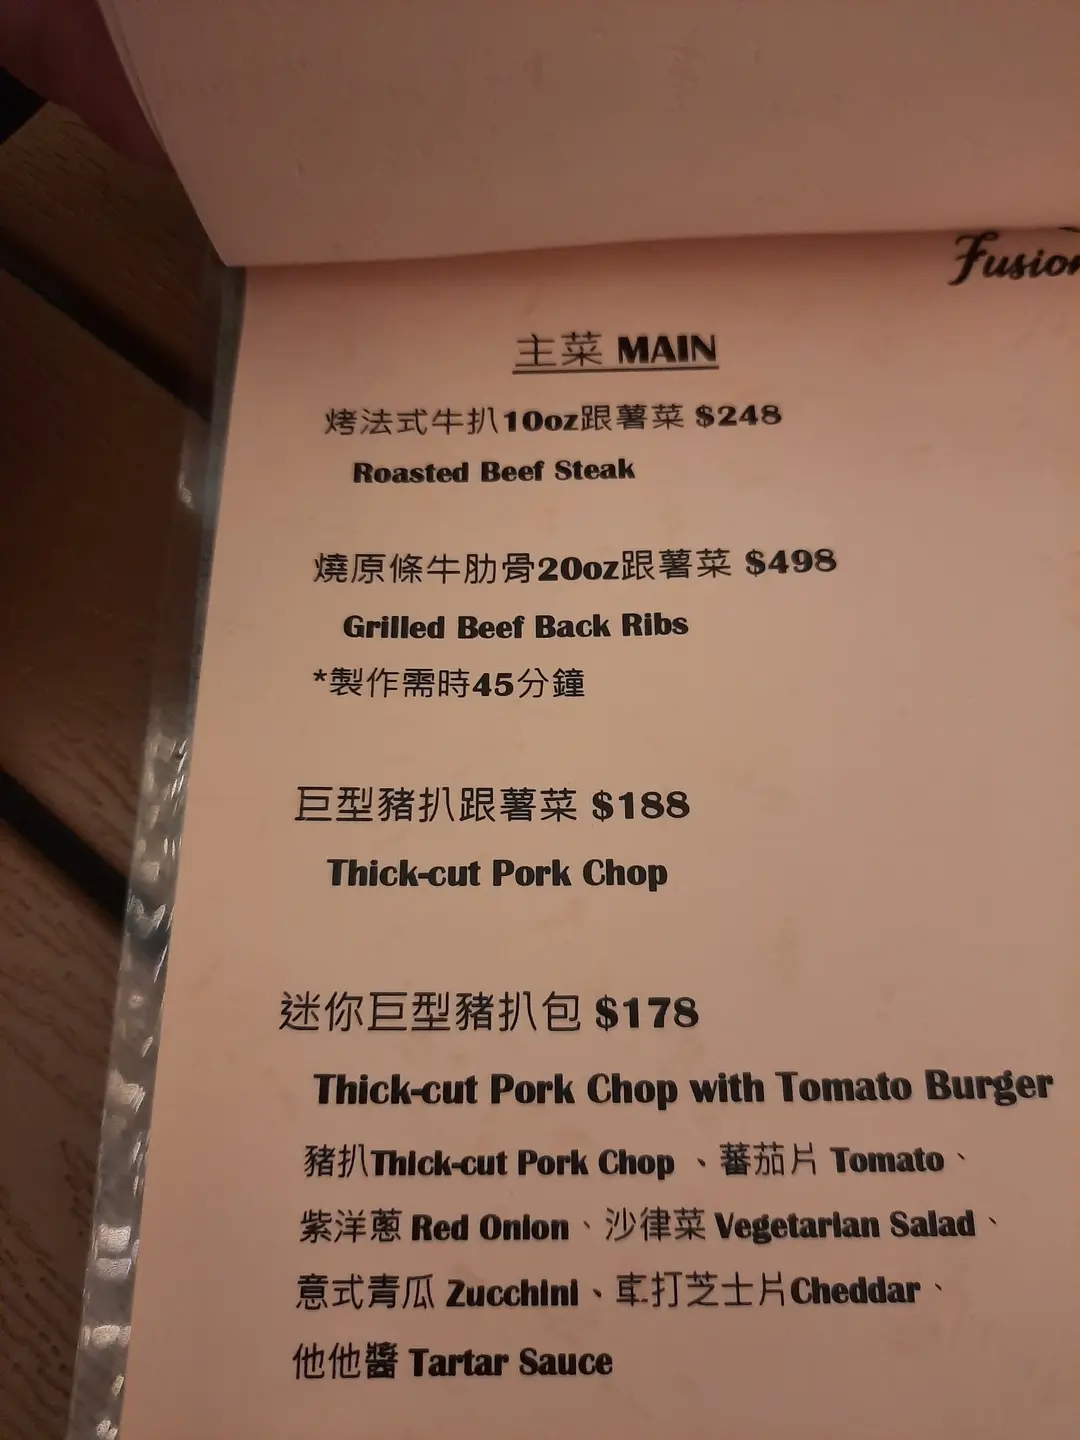 Fusion
主菜 MAIN
烤法式牛扒10oz跟薯菜 $248
Roasted Beef Steak
燒原條牛肋骨20oz跟薯菜 $498
Grilled Beef Back Ribs
*製作需時45分鐘
巨型豬扒跟薯菜 $188
Thick-cut Pork Chop
迷你巨型豬扒包 $178
Thick-cut Pork Chop with Tomato Burger
豬扒Thick-cut Pork Chop 、蕃茄片 Tomato、
紫洋蔥 Red Onion、沙律菜 Vegetarian Salad、
意式青瓜 Zucchini、車打芝士片Cheddar、
他他醬 Tartar Sauce